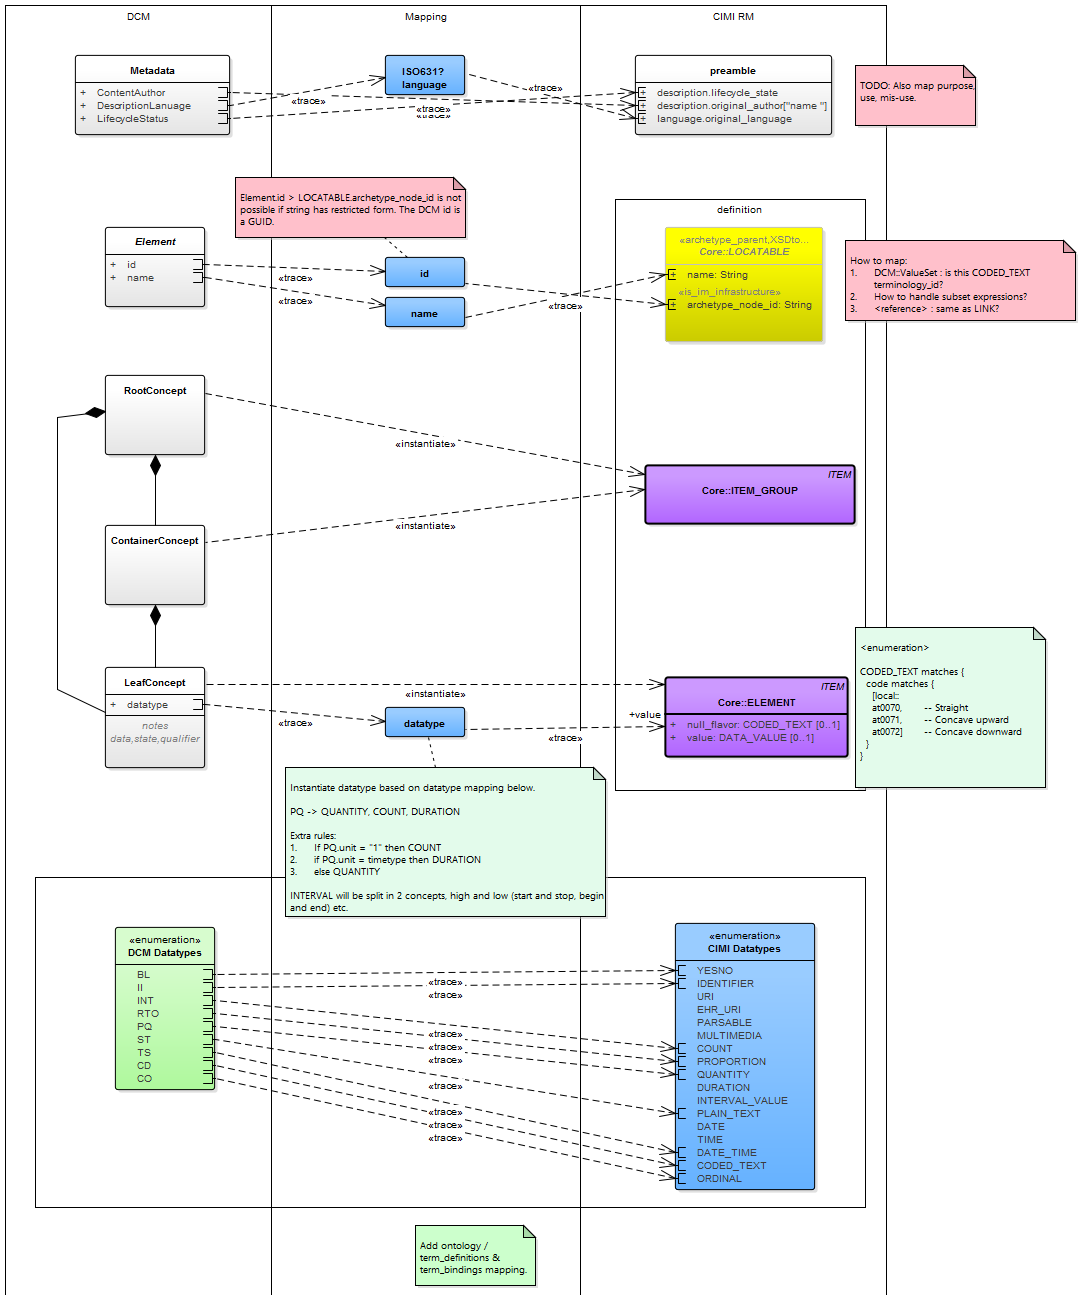 DCM
Mapping
CIMI RM
Metadata
+ ContentAuthor
+ DescriptionLanuage
+ LifecycleStatus
ISO631?
language
preamble
+ description.lifecycle_state
+ description.original_author["name "]
+ language.original_language
TODO: Also map purpose,
use, mis-use.
«trace»
«trace»
«trace»
«trace»
Element.id > LOCATABLE.archetype_node_id is not
possible if string has restricted form. The DCM id is
a GUID.
definition
Element
+ id
+ name
id
name
«trace»
«trace»
«trace»
«archetype_parent,XSDto...
Core::LOCATABLE
+ name: String
«is_im_infrastructure»
+ archetype_node_id: String
How to map:
1. DCM::ValueSet : is this CODED_TEXT
terminology_id?
2. How to handle subset expressions?
3. <reference> : same as LINK?
RootConcept
«instantiate»
ITEM
Core::ITEM_GROUP
«instantiate»
ContainerConcept
LeafConcept
+ datatype
notes
data,state,qualifier
«instantiate»
«trace»
datatype
+value
«trace»
ITEM
Core::ELEMENT
+ null_flavor: CODED_TEXT [0..1]
+ value: DATA_VALUE [0..1]
<enumeration>
CODED_TEXT matches {
code matches {
[local::
at0070, -- Straight
at0071, -- Concave upward
at0072] -- Concave downward
}
}
Instantiate datatype based on datatype mapping below.
PQ -> QUANTITY, COUNT, DURATION
Extra rules:
1. If PQ.unit = "1" then COUNT
2. if PQ.unit = timetype then DURATION
3. else QUANTITY
INTERVAL will be split in 2 concepts, high and low (start and stop, begin
and end) etc.
«enumeration»
DCM Datatypes
BL
II
INT
RTO
PQ
ST
TS
CD
CO
«trace»
«trace»
«trace»
«trace»
«trace»
«trace»
«trace»
«trace»
«trace»
«enumeration»
CIMI Datatypes
YESNO
IDENTIFIER
URI
EHR_URI
PARSABLE
MULTIMEDIA
COUNT
PROPORTION
QUANTITY
DURATION
INTERVAL_VALUE
PLAIN_TEXT
DATE
TIME
DATE_TIME
CODED_TEXT
ORDINAL
Add ontology /
term_definitions &
term_bindings mapping.